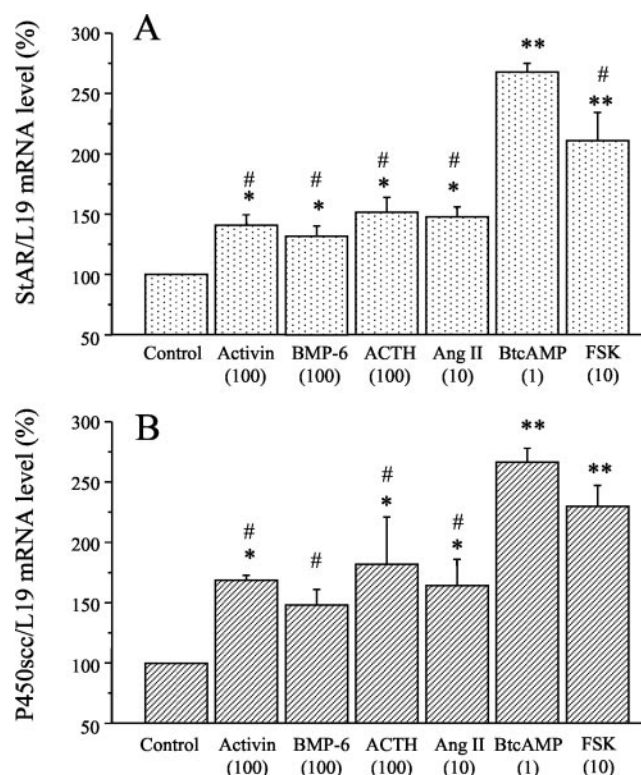 A
StAR/L19 mRNA level (%)
300
250
200
150
100
50
** 
# 
**
# # # #
* * * *
Control Activin BMP-6 ACTH Ang II BtcAMP FSK
(100) (100) (100) (10) (1) (10)
B
P450scc/L19 mRNA level (%)
300
250
200
150
100
50
**
**
# # # #
* * *
Control Activin BMP-6 ACTH Ang II BtcAMP FSK
(100) (100) (100) (10) (1) (10)